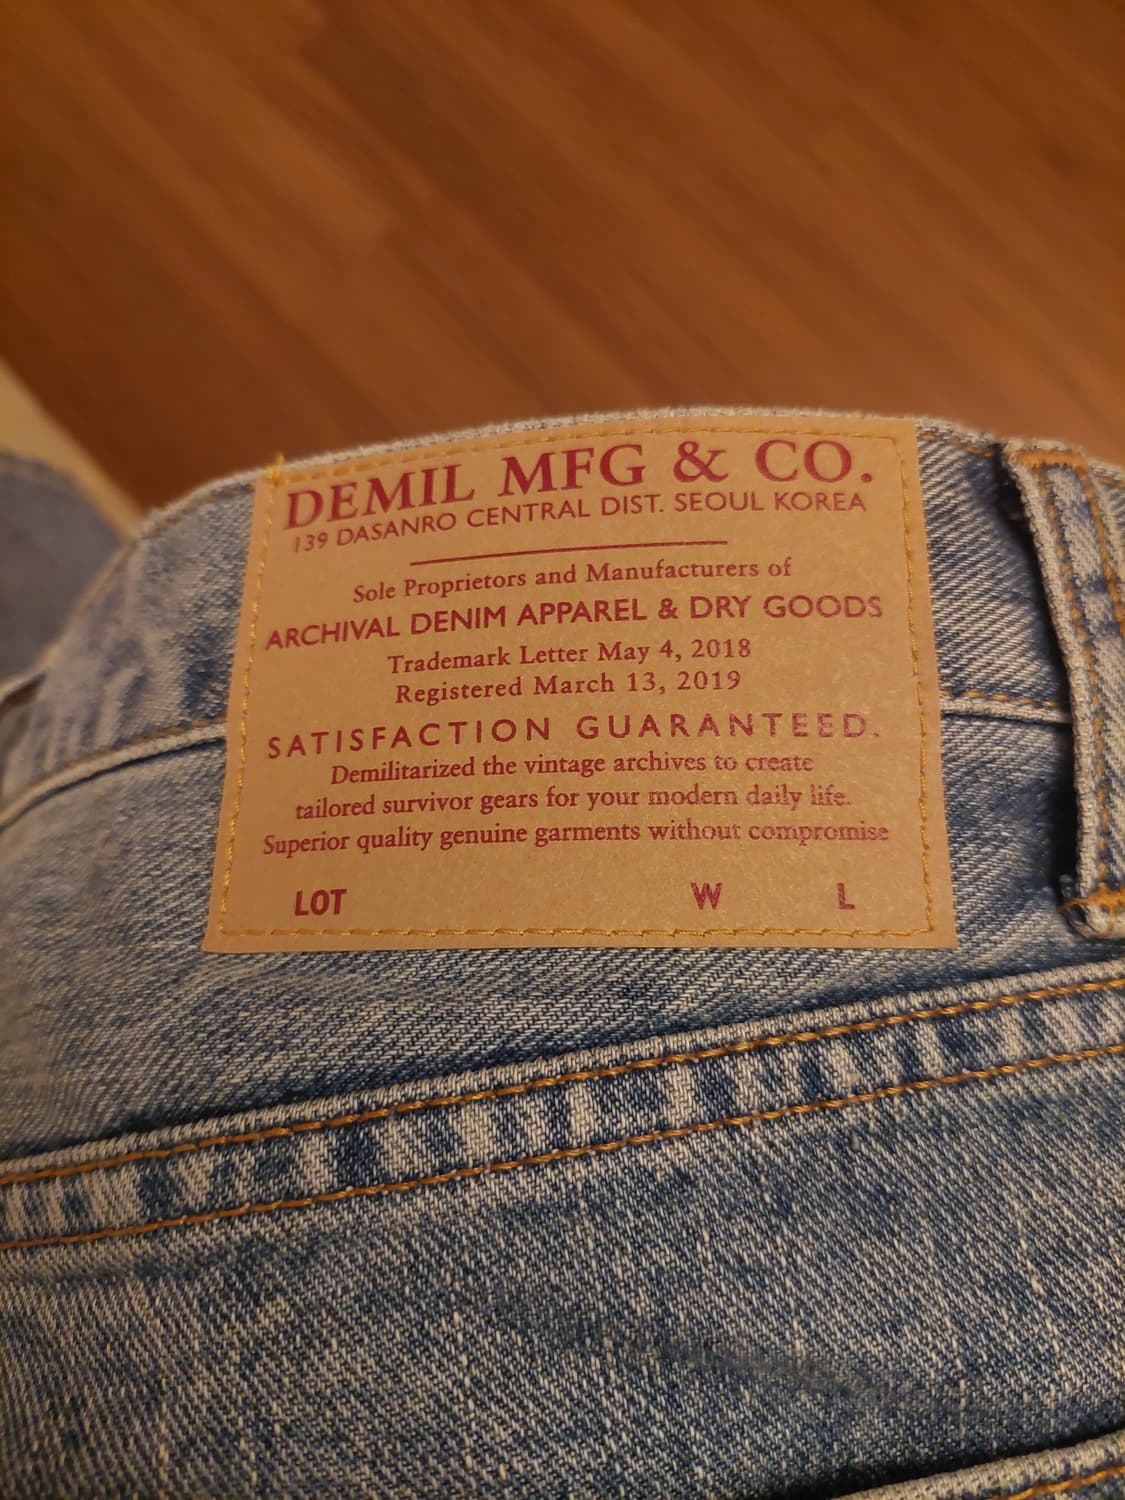 DEMIL MFG & CO.
139 DASANRO CENTRAL DIST. SEOUL KOREA
Sole Proprietors and Manufacturers of
ARCHIVAL DENIM APPAREL & DRY GOODS
Trademark Letter May 4, 2018
Registered March 13, 2019
SATISFACTION GUARANTEED.
Demilitarized the vintage archives to create
tailored survivor gears for your modern daily life.
Superior quality genuine garments without compromise
LOT W L